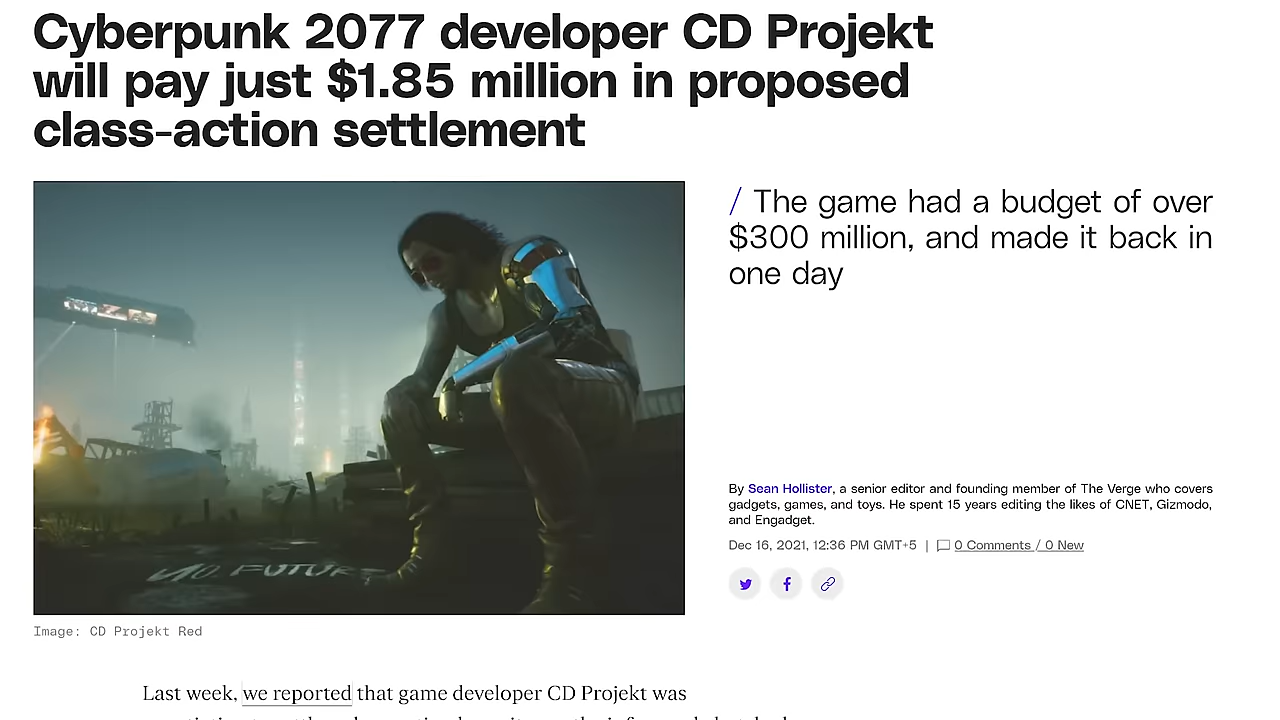 Cyberpunk 2077 developer CD Projekt
will pay just $1.85 million in proposed
class-action settlement
/ The game had a budget of over
$300 million, and made it back in
one day
NO FUTURE
By Sean Hollister, a senior editor and founding member of The Verge who covers
gadgets, games, and toys. He spent 15 years editing the likes of CNET, Gizmodo,
and Engadget.
Dec 16, 2021, 12:36 PM GMT+5 | 0 Comments / 0 New
Image: CD Projekt Red
Last week, we reported that game developer CD Projekt was